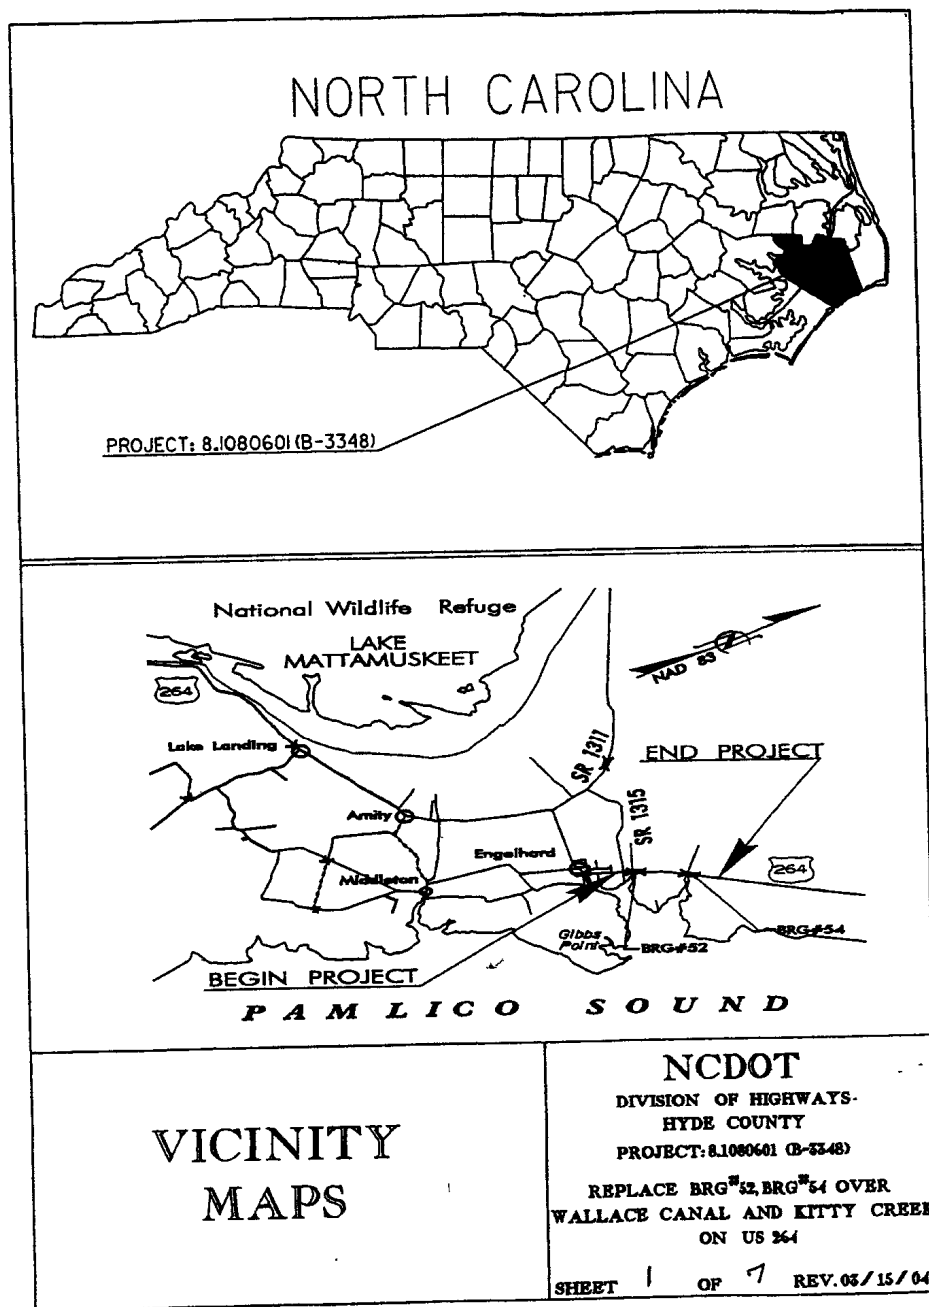 NORTH CAROLINA
PROJECT: 8.1080601 (B-3348)
National Wildlife Refuge
LAKE
MATTAMUSKEET
NAD 83
264
Lake Landing
SR 1311
END PROJECT
SR 1315
Amity
Engelhard
264
Middleton
Gibbs
Point
BRG#54
BRG#52
BEGIN PROJECT
PAMLICO SOUND
VICINITY
MAPS
NCDOT
DIVISION OF HIGHWAYS-
HYDE COUNTY
PROJECT: 8.1080601 (B-3348)
REPLACE BRG#52, BRG#54 OVER
WALLACE CANAL AND KITTY CREEK
ON US 264
SHEET 1 OF 7 REV. 03/15/04